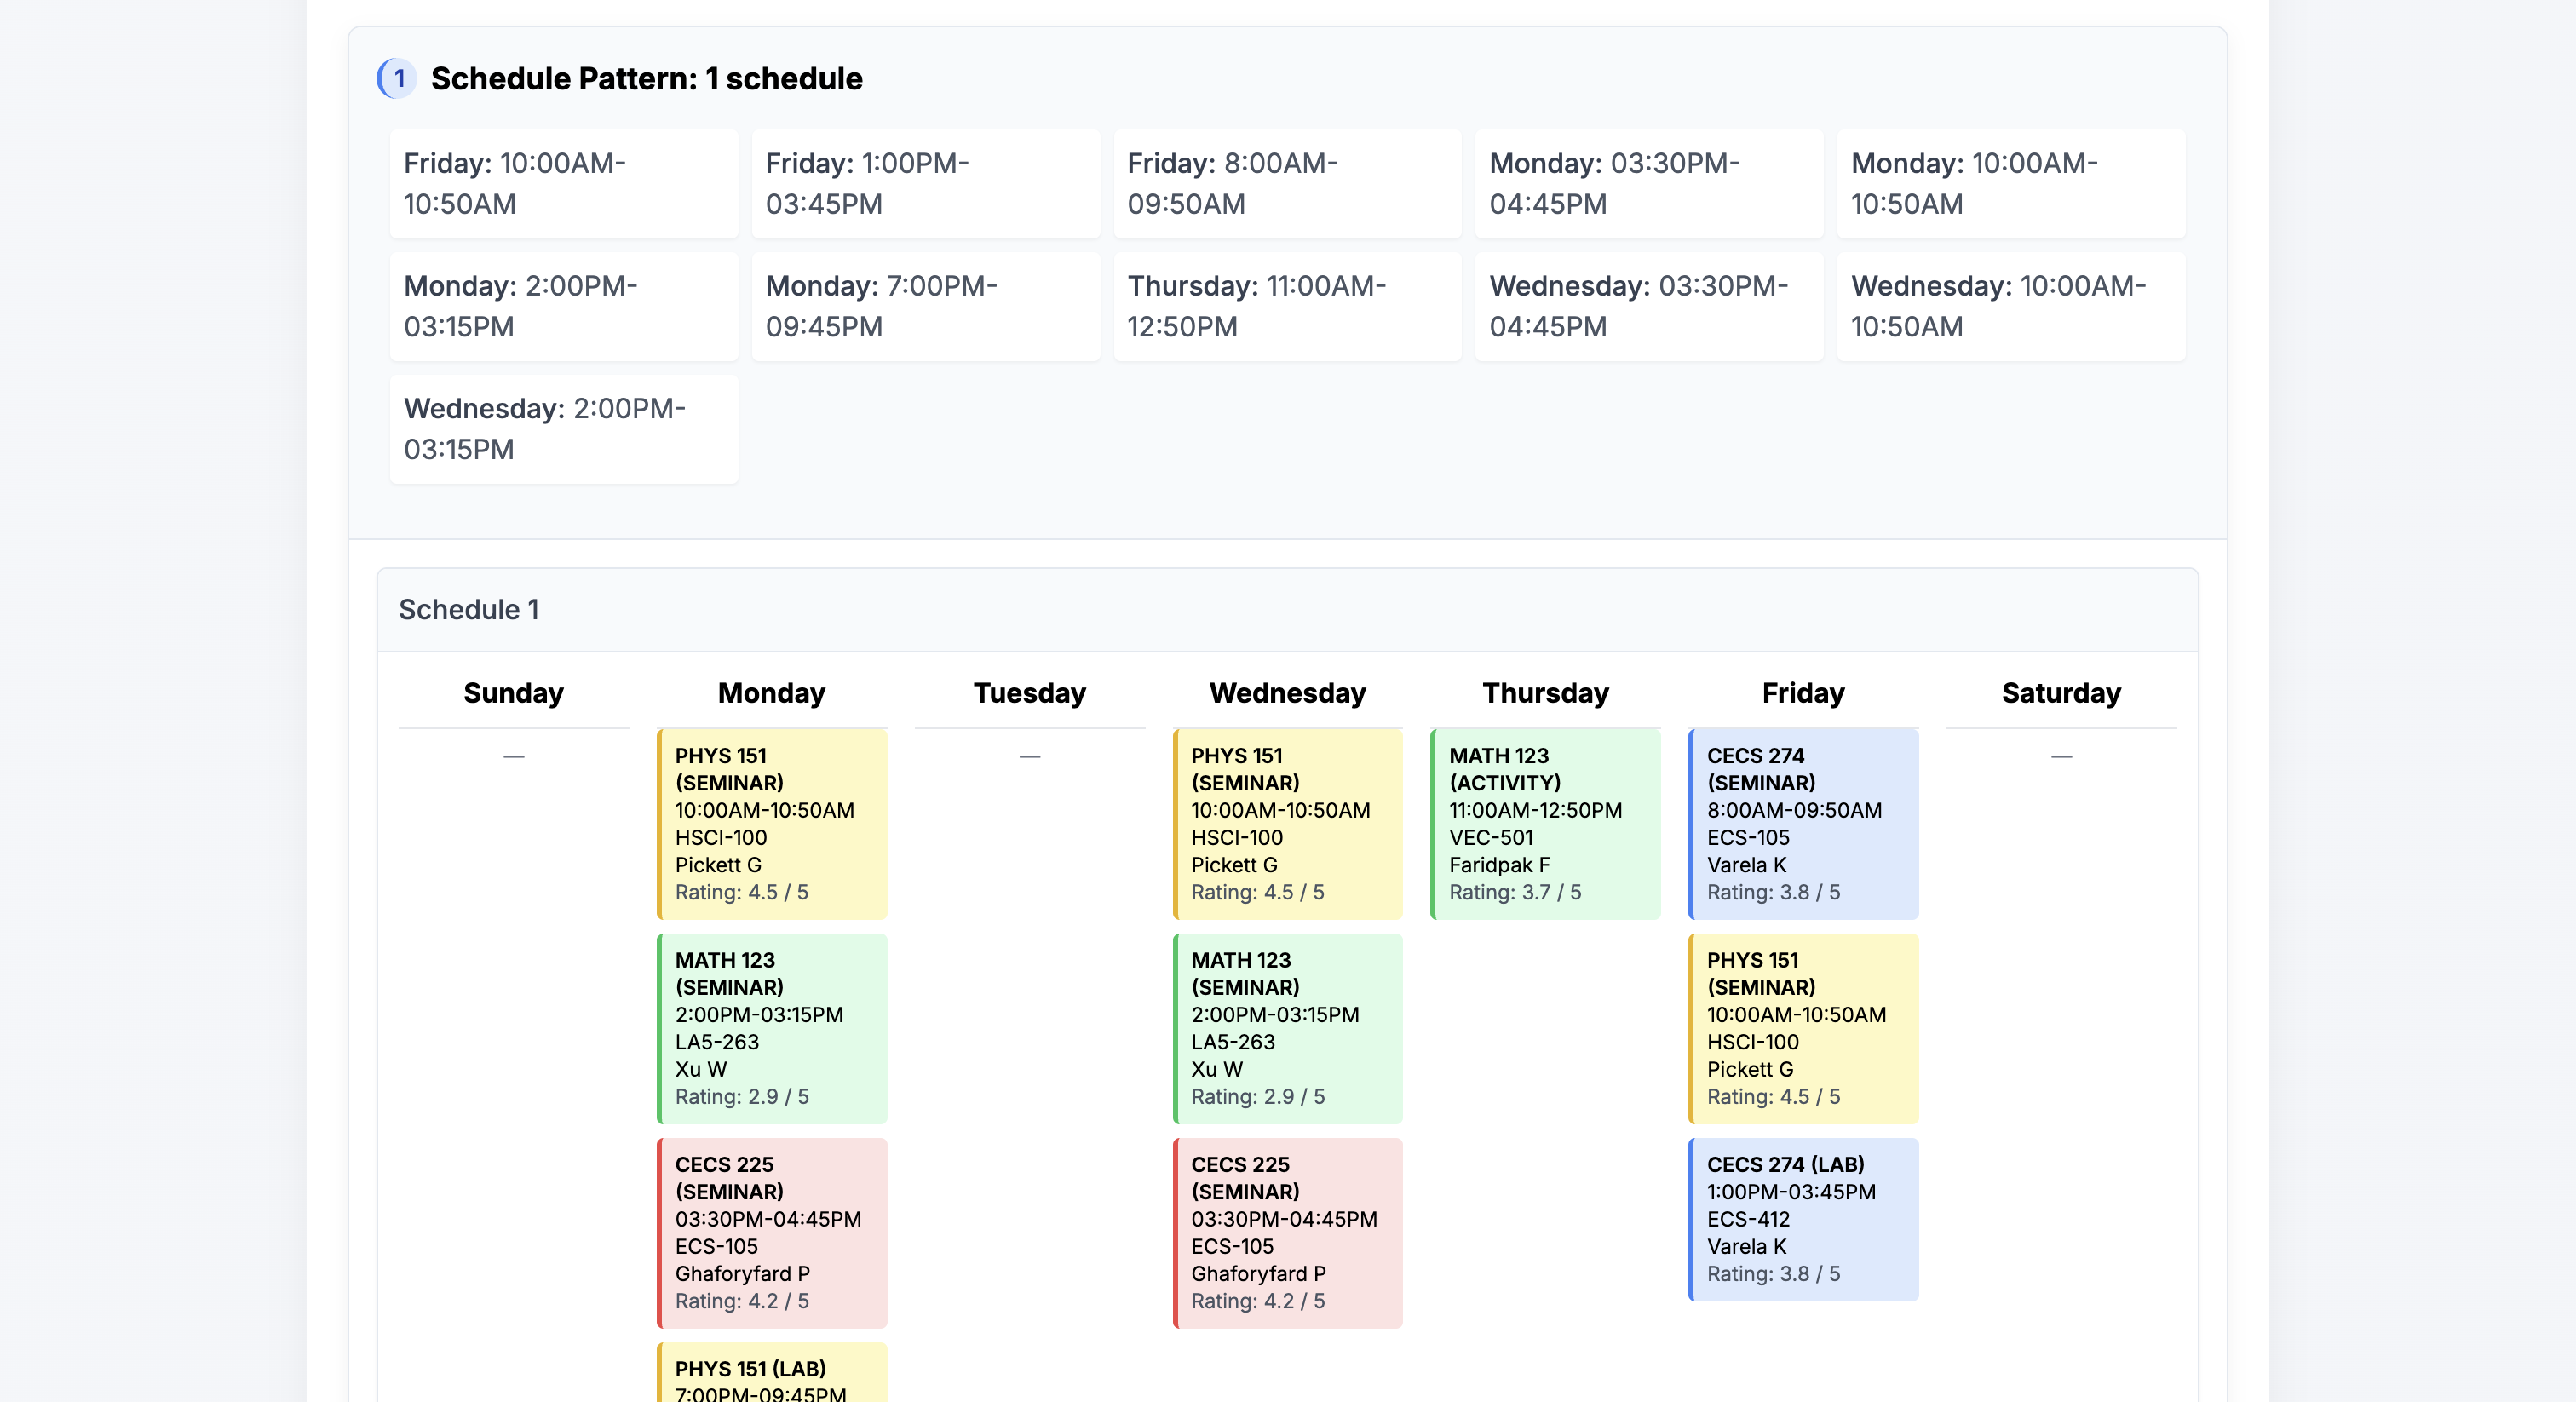 1
Schedule Pattern: 1 schedule
Friday: 10:00AM-
10:50AM
Friday: 1:00PM-
03:45PM
Friday: 8:00AM-
09:50AM
Monday: 03:30PM-
04:45PM
Monday: 10:00AM-
10:50AM
Monday: 2:00PM-
03:15PM
Monday: 7:00PM-
09:45PM
Thursday: 11:00AM-
12:50PM
Wednesday: 03:30PM-
04:45PM
Wednesday: 10:00AM-
10:50AM
Wednesday: 2:00PM-
03:15PM
Schedule 1
Sunday
—
Monday
PHYS 151
(SEMINAR)
10:00AM-10:50AM
HSCI-100
Pickett G
Rating: 4.5 / 5
MATH 123
(SEMINAR)
2:00PM-03:15PM
LA5-263
Xu W
Rating: 2.9 / 5
CECS 225
(SEMINAR)
03:30PM-04:45PM
ECS-105
Ghaforyfard P
Rating: 4.2 / 5
PHYS 151 (LAB)
7:00PM-09:45PM
Tuesday
—
Wednesday
PHYS 151
(SEMINAR)
10:00AM-10:50AM
HSCI-100
Pickett G
Rating: 4.5 / 5
MATH 123
(SEMINAR)
2:00PM-03:15PM
LA5-263
Xu W
Rating: 2.9 / 5
CECS 225
(SEMINAR)
03:30PM-04:45PM
ECS-105
Ghaforyfard P
Rating: 4.2 / 5
Thursday
MATH 123
(ACTIVITY)
11:00AM-12:50PM
VEC-501
Faridpak F
Rating: 3.7 / 5
Friday
CECS 274
(SEMINAR)
8:00AM-09:50AM
ECS-105
Varela K
Rating: 3.8 / 5
PHYS 151
(SEMINAR)
10:00AM-10:50AM
HSCI-100
Pickett G
Rating: 4.5 / 5
CECS 274 (LAB)
1:00PM-03:45PM
ECS-412
Varela K
Rating: 3.8 / 5
Saturday
—